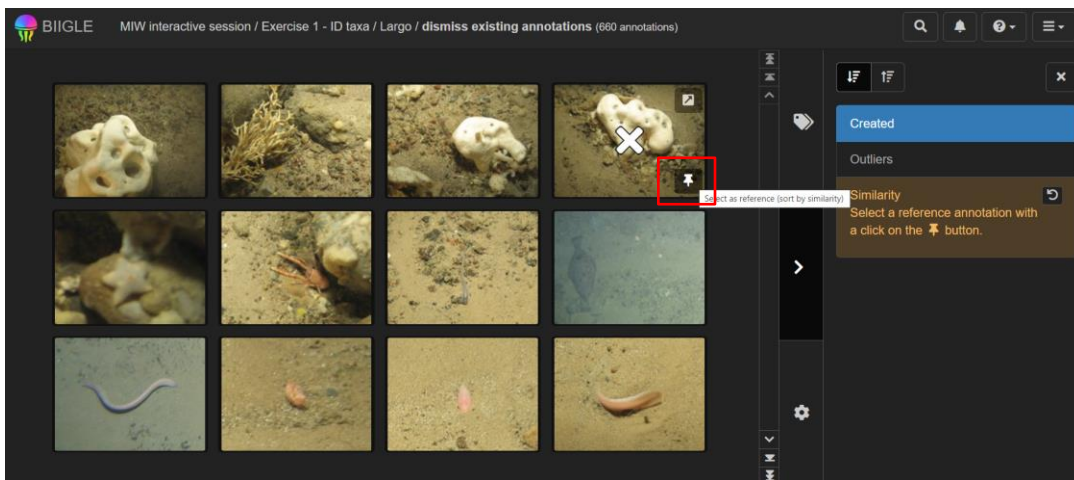 BIIGLE MIW interactive session / Exercise 1 - ID taxa / Largo / dismiss existing annotations (660 annotations)
Created
Outliers
Select as reference (sort by similarity)
Similarity
Select a reference annotation with
a click on the button.